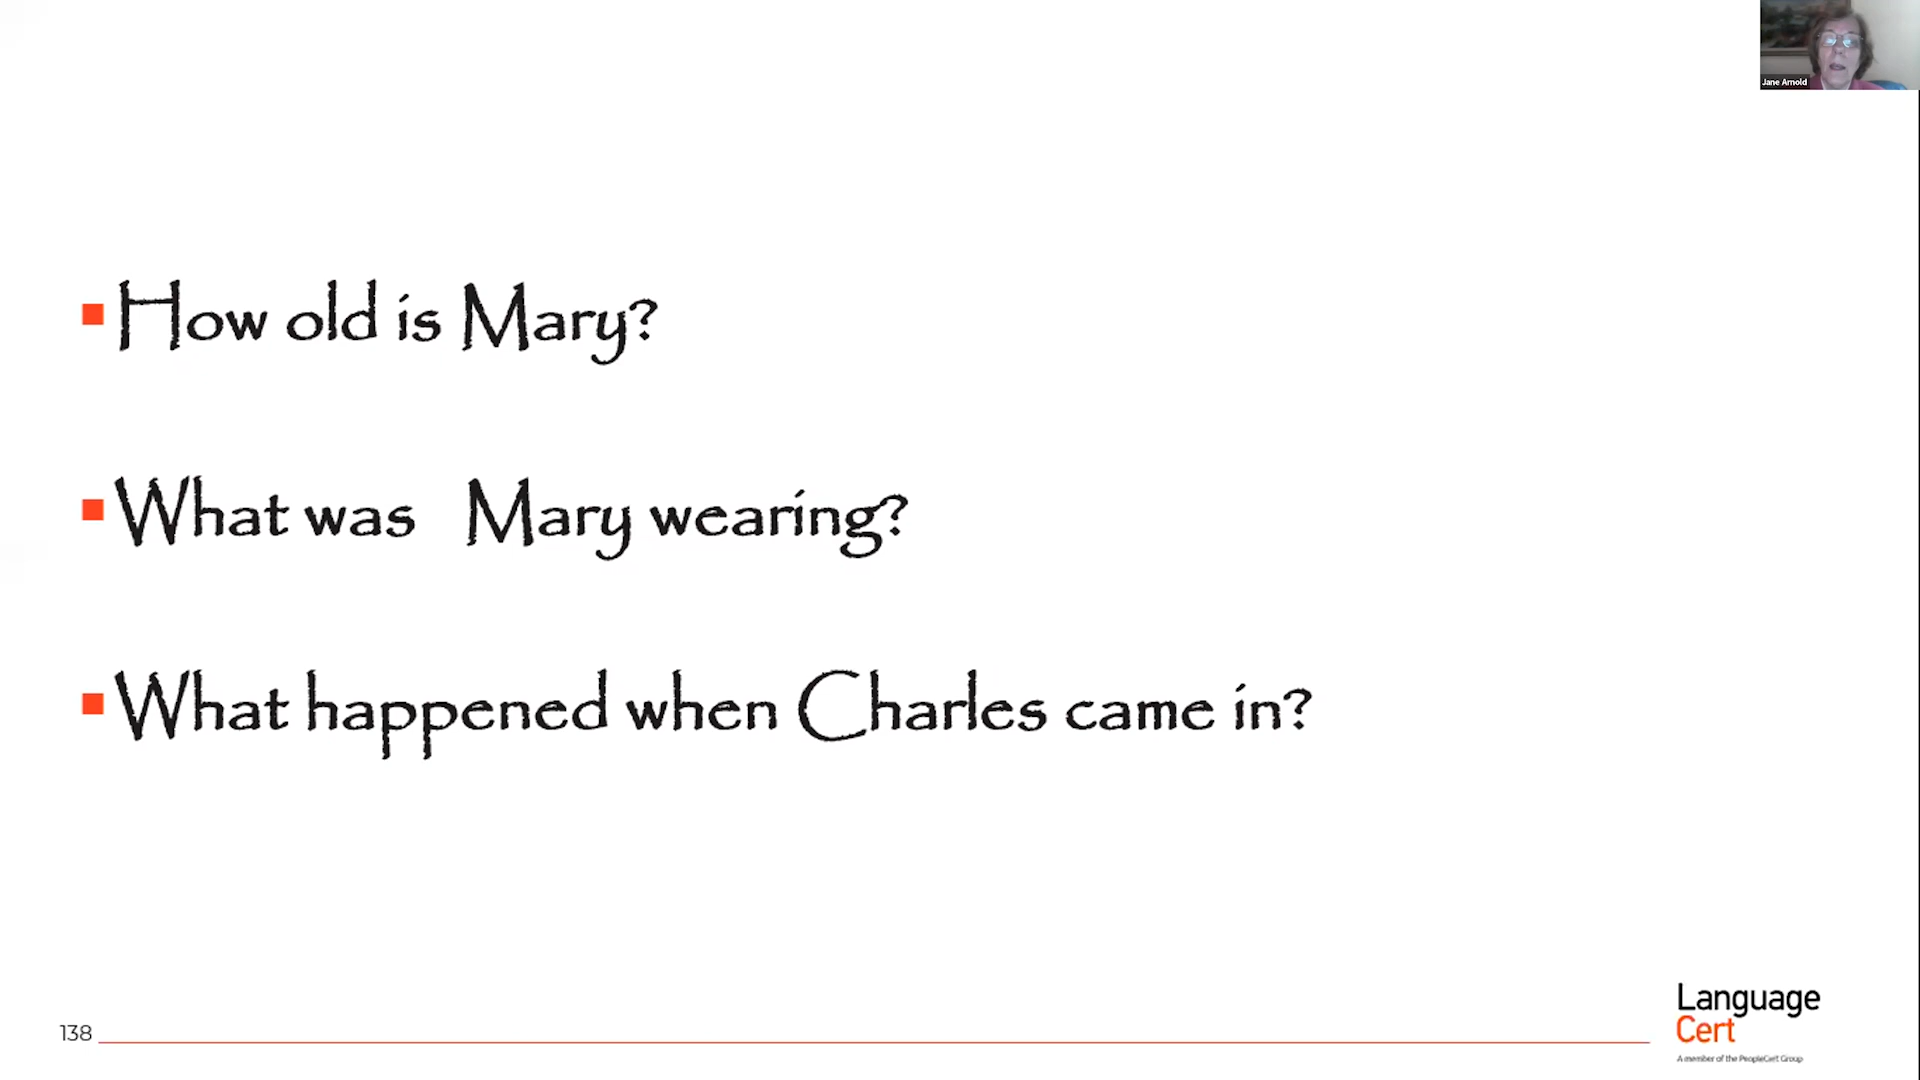 Jane Arnold
How old is Mary?
What was Mary wearing?
What happened when Charles came in?
138
Language
Cert
A member of the PeopleCert Group